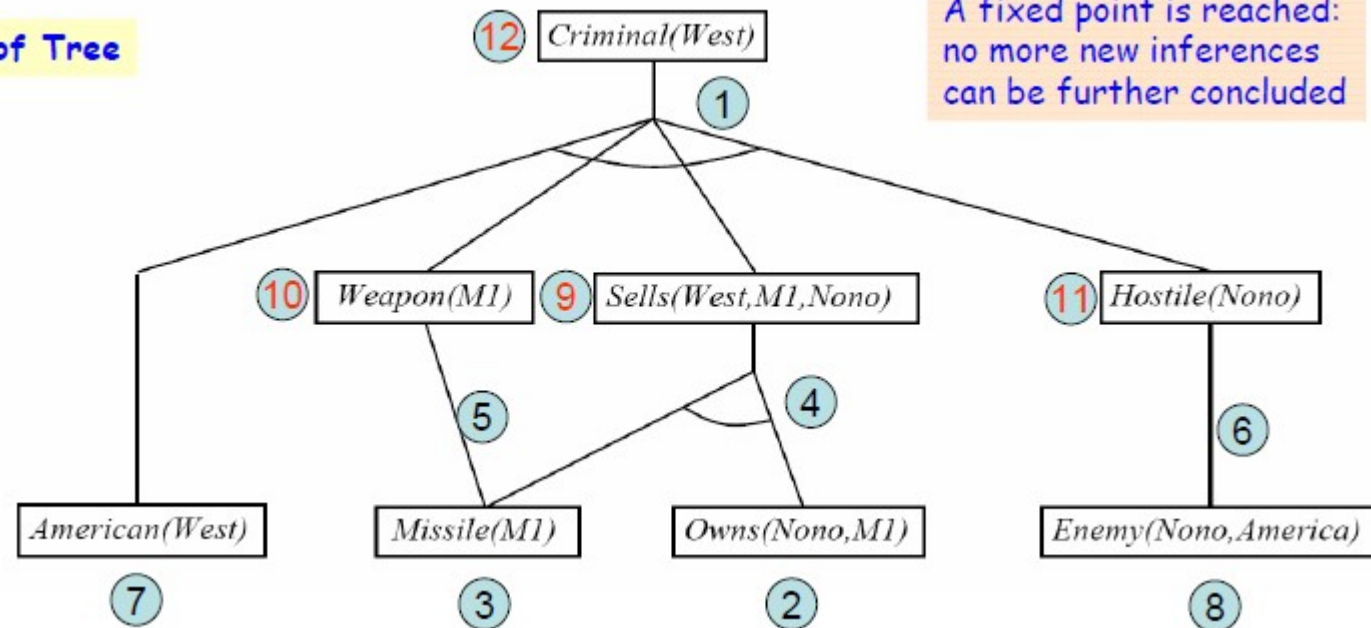 of Tree
12 Criminal(West)
A fixed point is reached:
no more new inferences
can be further concluded
1
10 Weapon(M1) 9 Sells(West,M1,Nono) 11 Hostile(Nono)
5 4 6
American(West) Missile(M1) Owns(Nono,M1) Enemy(Nono,America)
7 3 2 8